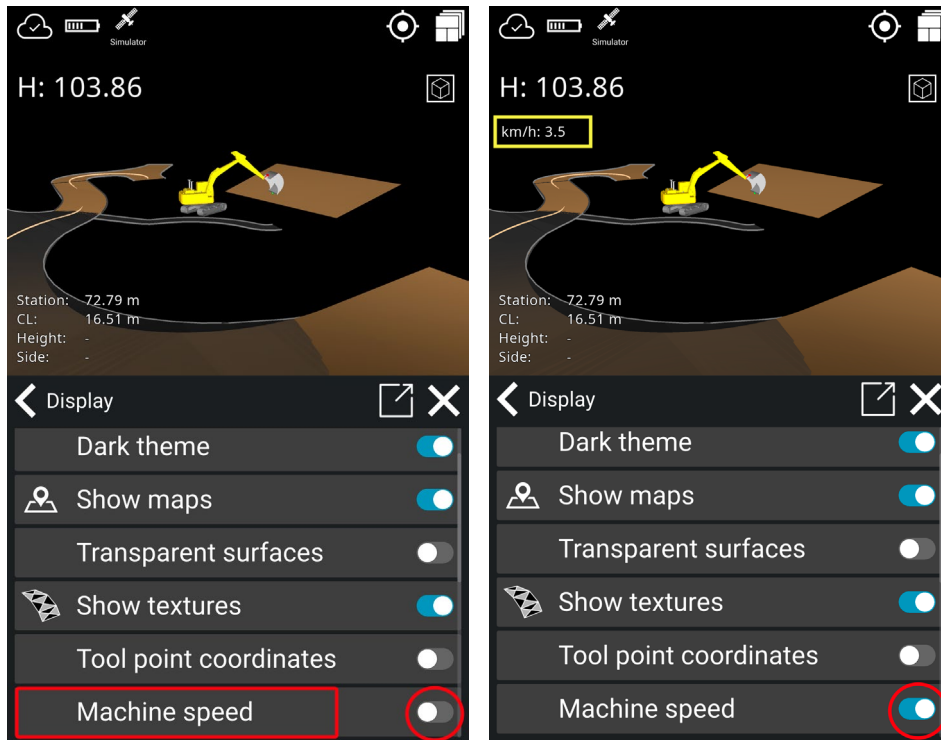 Simulator
H: 103.86
Station: 72.79 m
CL: 16.51 m
Height: -
Side: -
Display
Dark theme
Show maps
Transparent surfaces
Show textures
Tool point coordinates
Machine speed
Simulator
H: 103.86
km/h: 3.5
Station: 72.79 m
CL: 16.51 m
Height: -
Side: -
Display
Dark theme
Show maps
Transparent surfaces
Show textures
Tool point coordinates
Machine speed